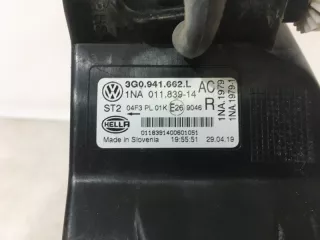 3G0.941.662.L AC
1NA 011.839-14 R
ST2 04F3 PL 01K E26 9046
1NA.1979
1NA.1979-1
HELLA
0118391400601051
Made in Slovenia 19:55:51 29.04.19